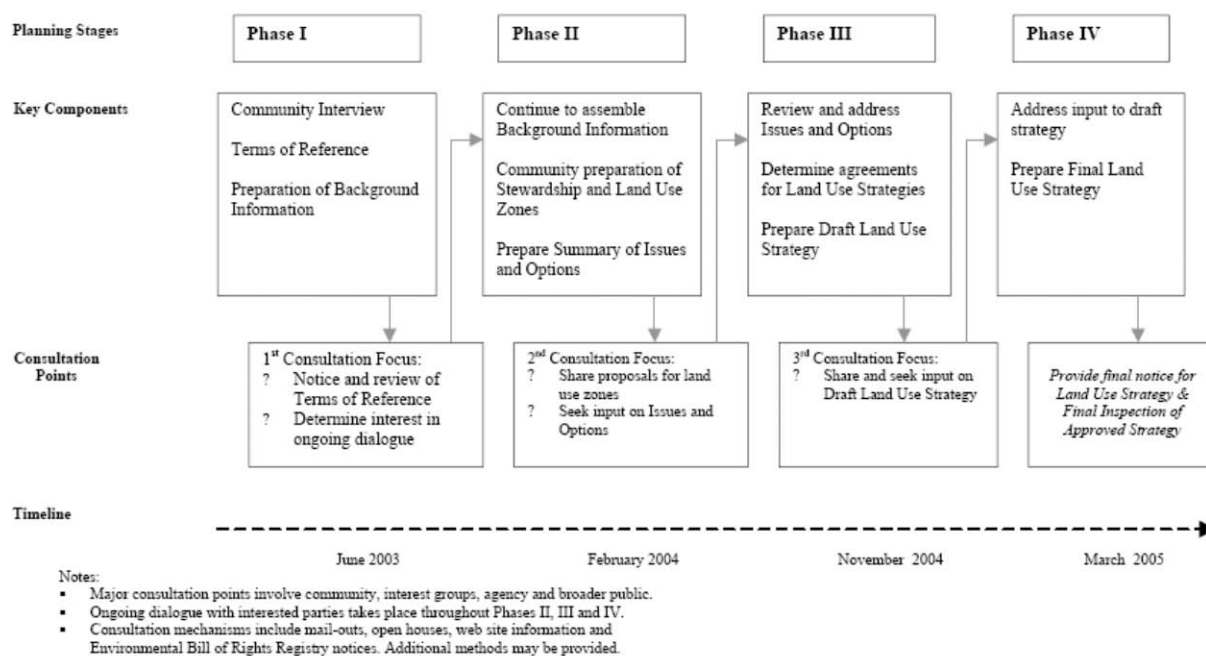 Planning Stages
Phase I
Phase II
Phase III
Phase IV
Key Components
Community Interview
Terms of Reference
Preparation of Background
Information
Continue to assemble
Background Information
Community preparation of
Stewardship and Land Use
Zones
Prepare Summary of Issues
and Options
Review and address
Issues and Options
Determine agreements
for Land Use Strategies
Prepare Draft Land Use
Strategy
Address input to draft
strategy
Prepare Final Land
Use Strategy
Consultation
Points
1st Consultation Focus:
? Notice and review of
Terms of Reference
? Determine interest in
ongoing dialogue
2nd Consultation Focus:
? Share proposals for land
use zones
? Seek input on Issues and
Options
3rd Consultation Focus:
? Share and seek input on
Draft Land Use Strategy
Provide final notice for
Land Use Strategy &
Final Inspection of
Approved Strategy
Timeline
June 2003
February 2004
November 2004
March 2005
Notes:
▪ Major consultation points involve community, interest groups, agency and broader public.
▪ Ongoing dialogue with interested parties takes place throughout Phases II, III and IV.
▪ Consultation mechanisms include mail-outs, open houses, web site information and
Environmental Bill of Rights Registry notices. Additional methods may be provided.